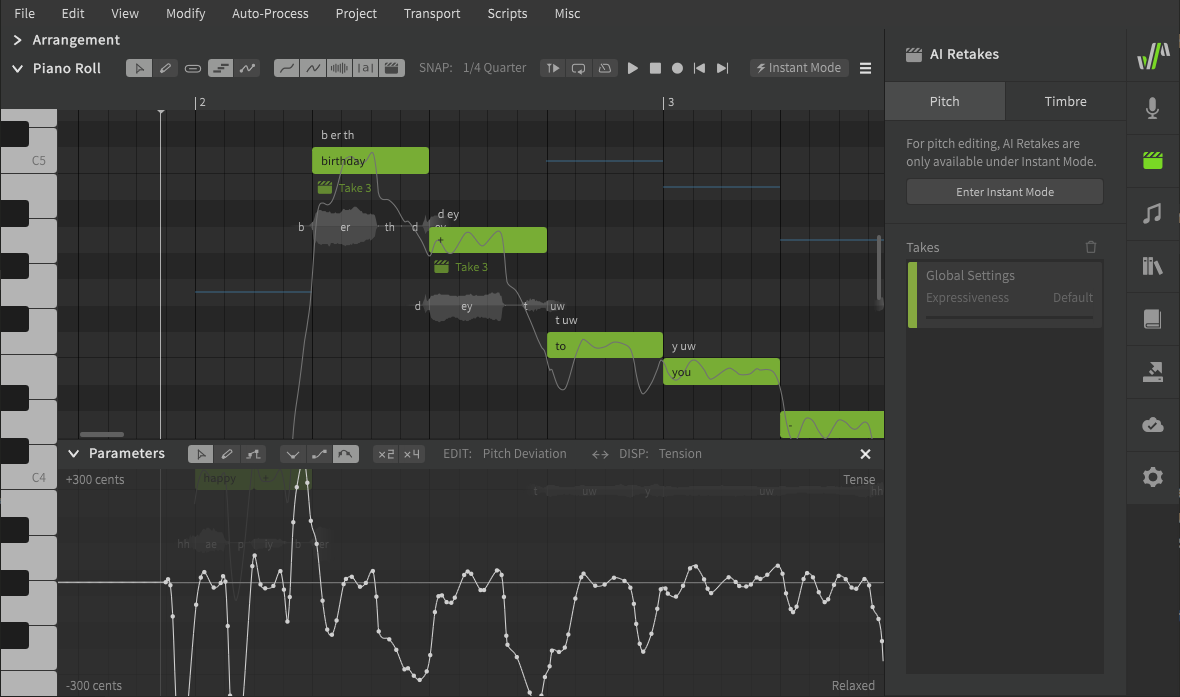 File Edit View Modify Auto-Process Project Transport Scripts Misc
Arrangement
Piano Roll SNAP: 1/4 Quarter Instant Mode
AI Retakes
2 3
Pitch Timbre
b er th
C5
birthday
For pitch editing, AI Retakes are
only available under Instant Mode.
Take 3
Enter Instant Mode
d ey
b er th d ey
+
Takes
Take 3
Global Settings
Expressiveness Default
d ey t uw
t uw
to
y uw
you
-
Parameters ×2 ×4 EDIT: Pitch Deviation DISP: Tension
C4
happy +
+300 cents Tense
t uw y uw hh
hh ae p iy b er
-300 cents Relaxed